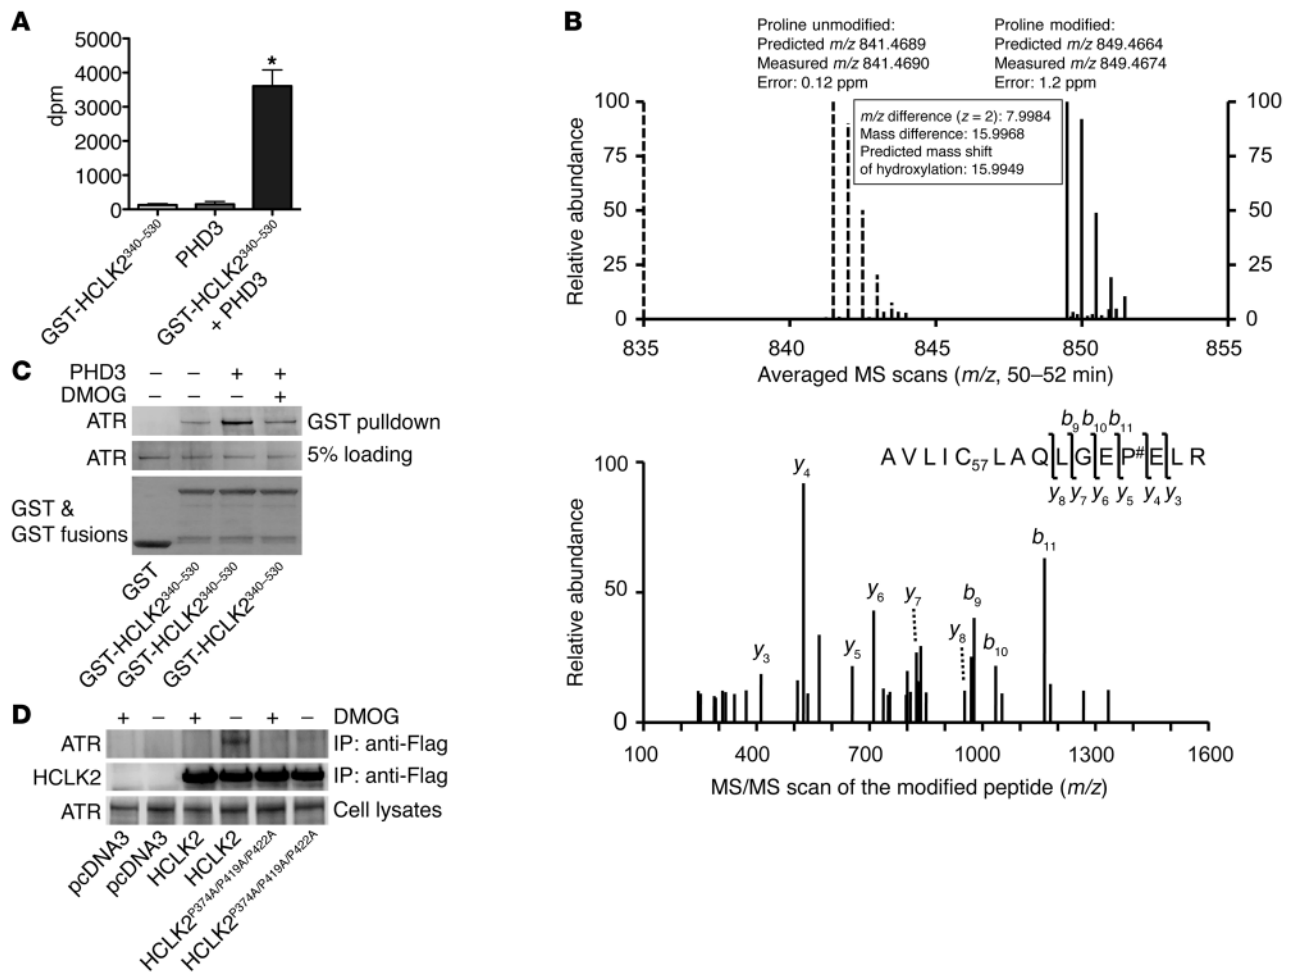 A
5000
4000
3000
2000
1000
0
dpm
*
GST-HCLK2340–530
PHD3
GST-HCLK2340–530
+ PHD3
B
Proline unmodified:
Predicted m/z 841.4689
Measured m/z 841.4690
Error: 0.12 ppm
Proline modified:
Predicted m/z 849.4664
Measured m/z 849.4674
Error: 1.2 ppm
m/z difference (z = 2): 7.9984
Mass difference: 15.9968
Predicted mass shift
of hydroxylation: 15.9949
Relative abundance
100
75
50
25
0
100
75
50
25
0
835 840 845 850 855
Averaged MS scans (m/z, 50–52 min)
b9 b10 b11
A V L I C57 L A Q L G E P# E L R
y8 y7 y6 y5 y4 y3
Relative abundance
100
50
0
y3
y4
y5
y6
y7
y8
b9
b10
b11
100 400 700 1000 1300 1600
MS/MS scan of the modified peptide (m/z)
C
PHD3 – – + +
DMOG – – – +
ATR GST pulldown
ATR 5% loading
GST &
GST fusions
GST
GST-HCLK2340–530
GST-HCLK2340–530
GST-HCLK2340–530
D
+ – + – + – DMOG
ATR IP: anti-Flag
HCLK2 IP: anti-Flag
ATR Cell lysates
pcDNA3
pcDNA3
HCLK2
HCLK2
HCLK2P374A/P419A/P422A
HCLK2P374A/P419A/P422A